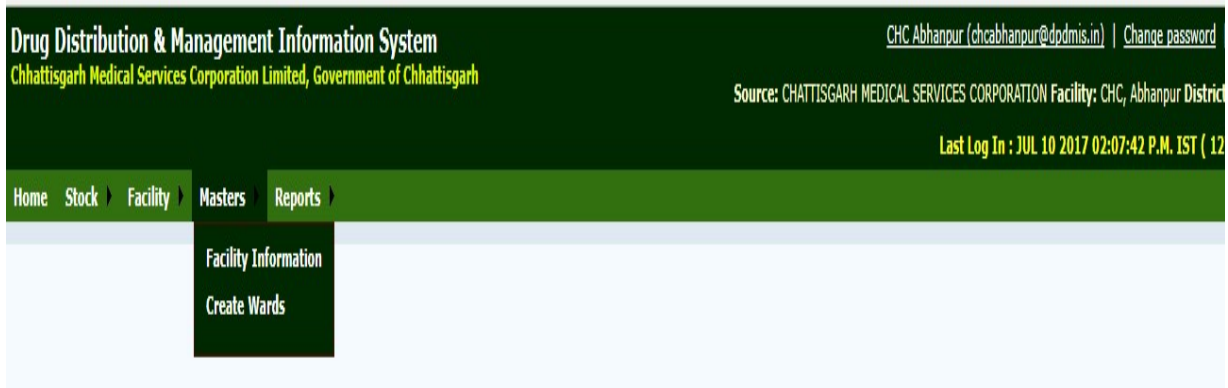 Drug Distribution & Management Information System
Chhattisgarh Medical Services Corporation Limited, Government of Chhattisgarh
CHC Abhanpur (chcabhanpur@dpdmis.in) | Change password |
Source: CHATTISGARH MEDICAL SERVICES CORPORATION Facility: CHC, Abhanpur District
Last Log In : JUL 10 2017 02:07:42 P.M. IST ( 12
Home Stock Facility Masters Reports
Facility Information
Create Wards